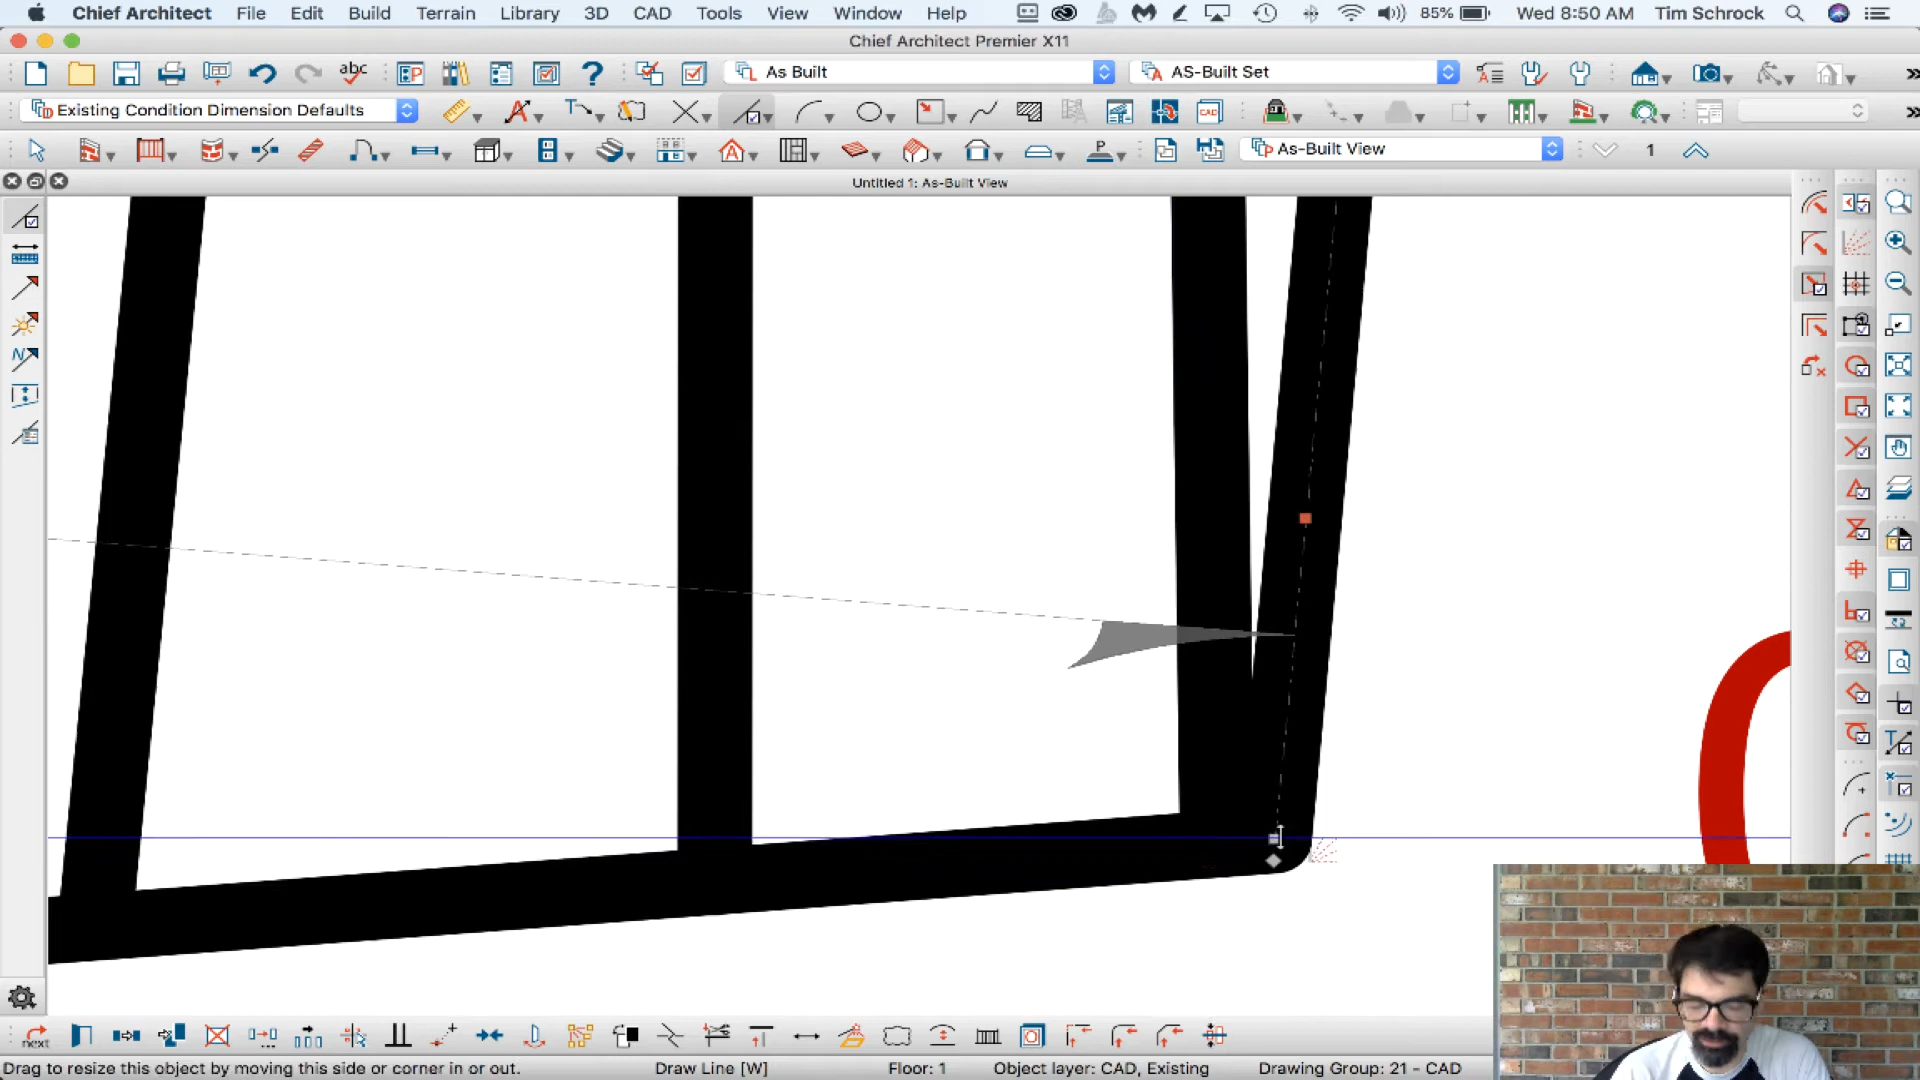 Chief Architect File Edit Build Terrain Library 3D CAD Tools View Window Help 85% Wed 8:50 AM Tim Schrock
Chief Architect Premier X11
abc P ? L As Built A AS-Built Set
D Existing Condition Dimension Defaults CAD
P P As-Built View 1
Untitled 1: As-Built View
N
T
next
Drag to resize this object by moving this side or corner in or out. Draw Line [W] Floor: 1 Object layer: CAD, Existing Drawing Group: 21 - CAD